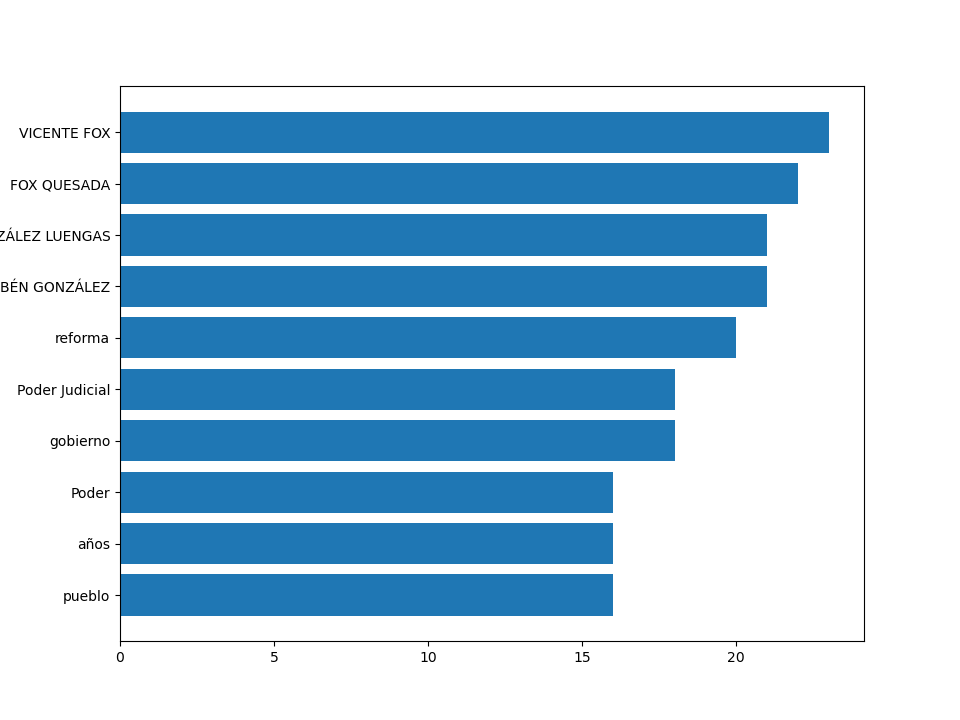 VICENTE FOX
FOX QUESADA
ZÁLEZ LUENGAS
BÉN GONZÁLEZ
reforma
Poder Judicial
gobierno
Poder
años
pueblo
0 5 10 15 20